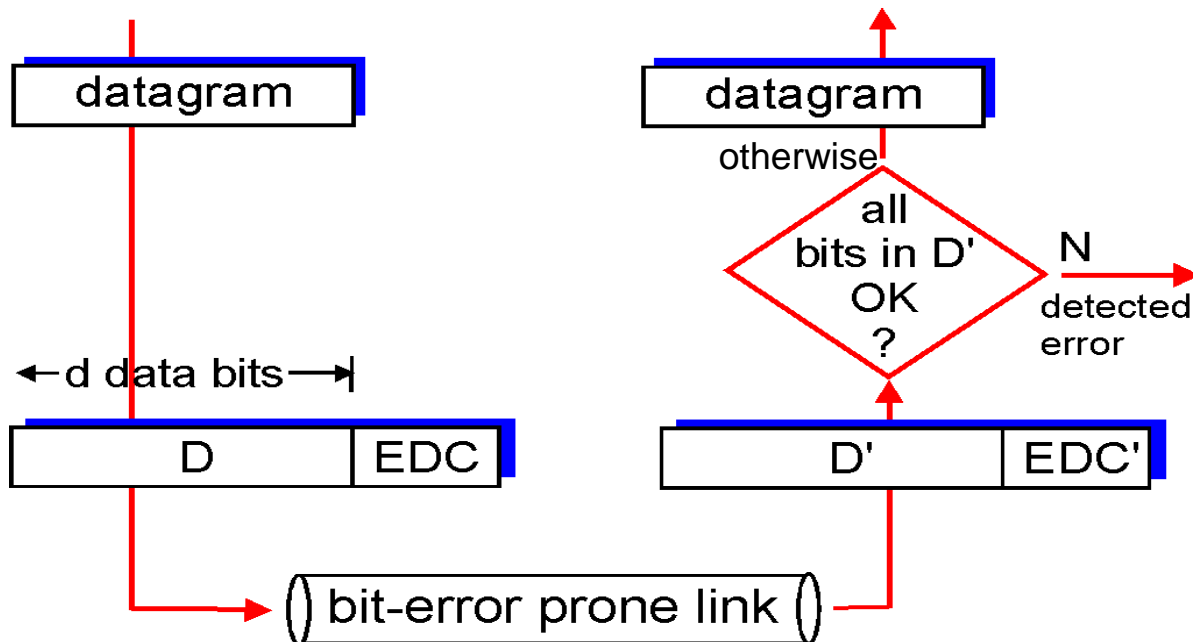 datagram
d data bits
D
EDC
bit-error prone link
datagram
otherwise
all
bits in D'
OK
?
N
detected
error
D'
EDC'